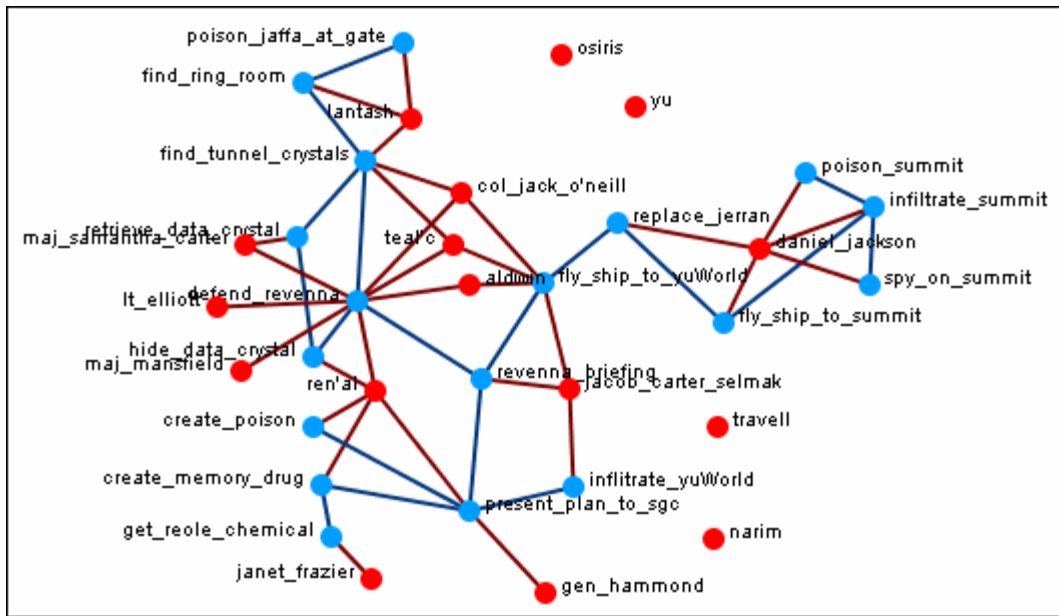 poison_jaffa_at_gate
osiris
find_ring_room
yu
lantash
find_tunnel_crystals
poison_summit
col_jack_o'neill
infiltrate_summit
replace_jerran
retrieve_data_crystal
maj_samantha_carter
teal'c
daniel_jackson
aldwin
fly_ship_to_yuWorld
spy_on_summit
defend_revenna
lt_elliott
fly_ship_to_summit
hide_data_crystal
maj_mansfield
revenna_briefing
ren'al
jacob_carter_selmak
create_poison
travell
create_memory_drug
inflitrate_yuWorld
present_plan_to_sgc
get_reole_chemical
narim
janet_frazier
gen_hammond